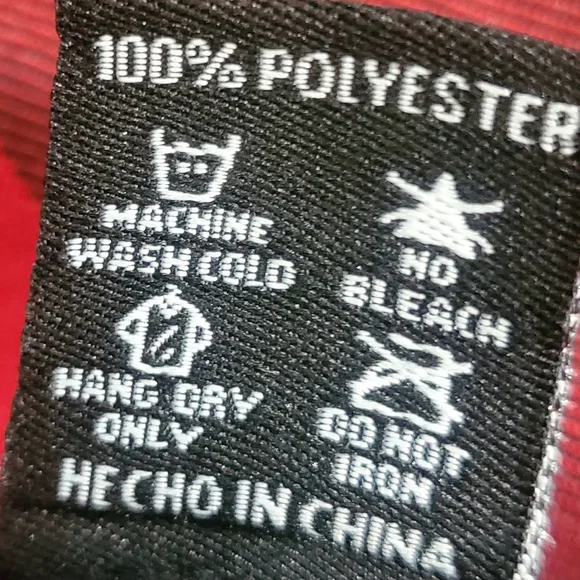 100% POLYESTER
MACHINE
WASH COLD
NO
BLEACH
HANG DRY
ONLY
DO NOT
IRON
HECHO IN CHINA